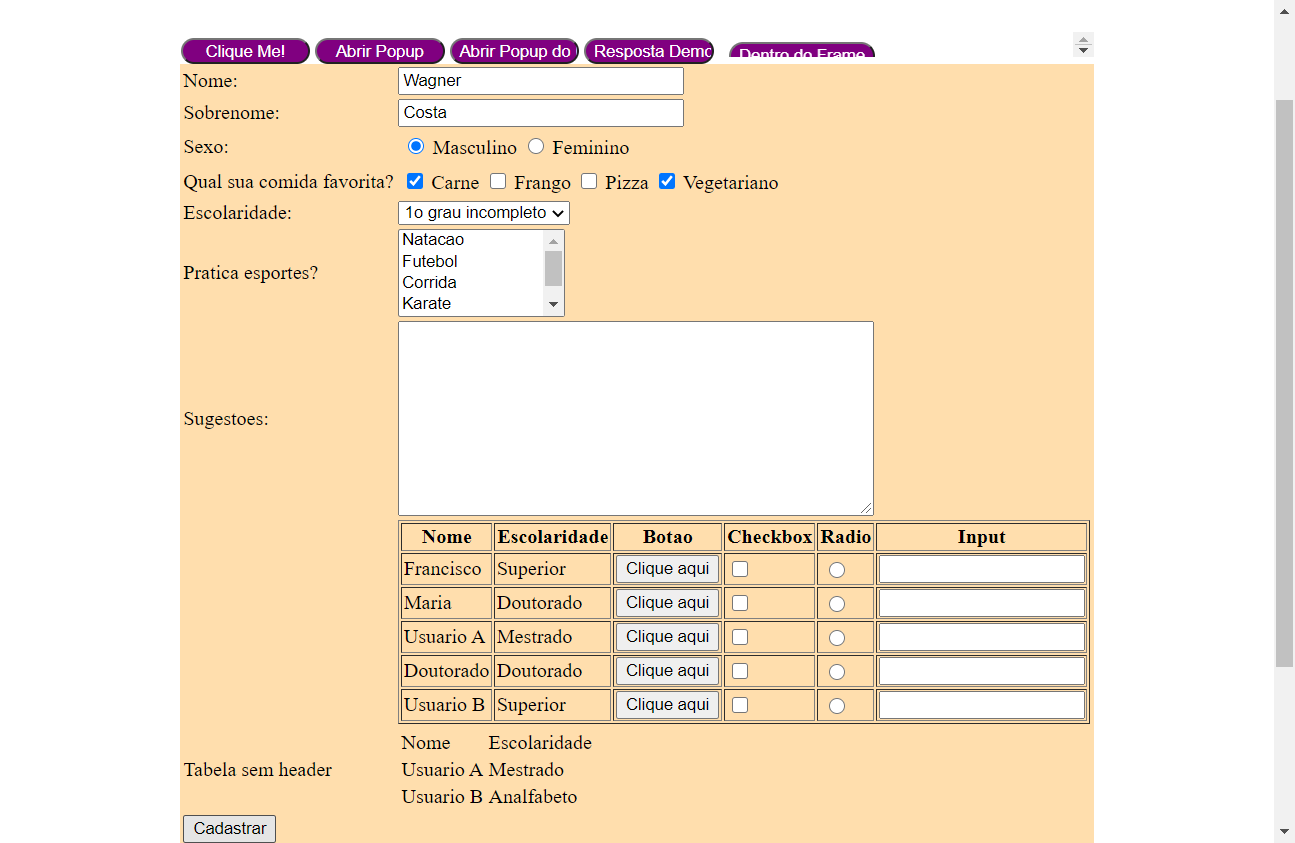 Clique Me! Abrir Popup Abrir Popup do Resposta Demo Dentro do Frame
Nome: Wagner
Sobrenome: Costa
Sexo: Masculino Feminino
Qual sua comida favorita? Carne Frango Pizza Vegetariano
Escolaridade: 1o grau incompleto
Pratica esportes?
Natacao
Futebol
Corrida
Karate
Sugestoes:
Nome Escolaridade Botao Checkbox Radio Input
Francisco Superior Clique aqui
Maria Doutorado Clique aqui
Usuario A Mestrado Clique aqui
Doutorado Doutorado Clique aqui
Usuario B Superior Clique aqui
Tabela sem header
Nome Escolaridade
Usuario A Mestrado
Usuario B Analfabeto
Cadastrar